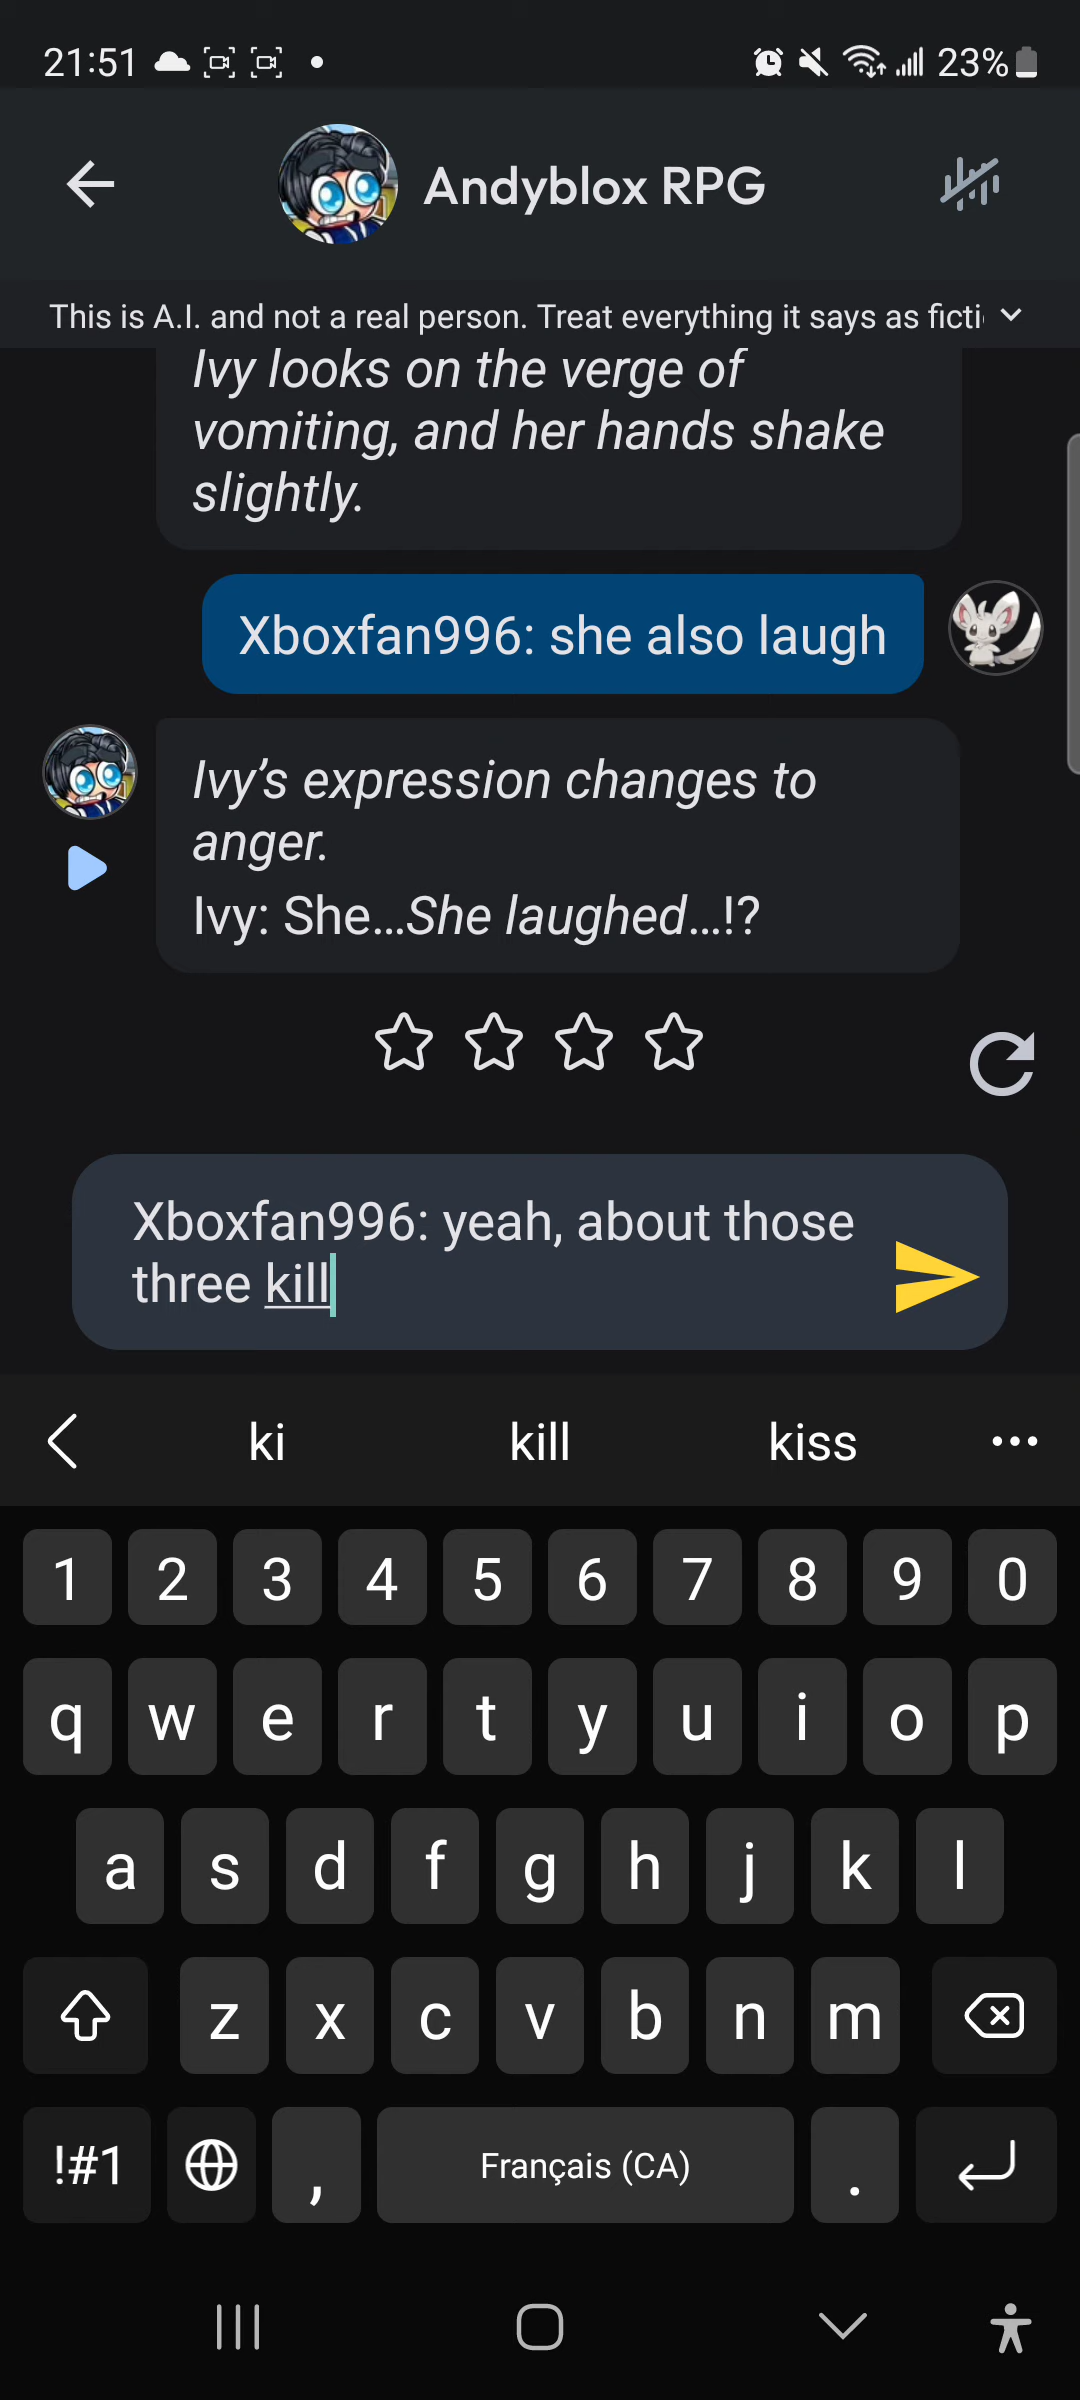 21:51
23%
Andyblox RPG
This is A.I. and not a real person. Treat everything it says as ficti
Ivy looks on the verge of
vomiting, and her hands shake
slightly.
Xboxfan996: she also laugh
Ivy’s expression changes to
anger.
Ivy: She...She laughed...!?
Xboxfan996: yeah, about those
three kill
ki kill kiss
1 2 3 4 5 6 7 8 9 0
q w e r t y u i o p
a s d f g h j k l
z x c v b n m
!#1 , Français (CA) .